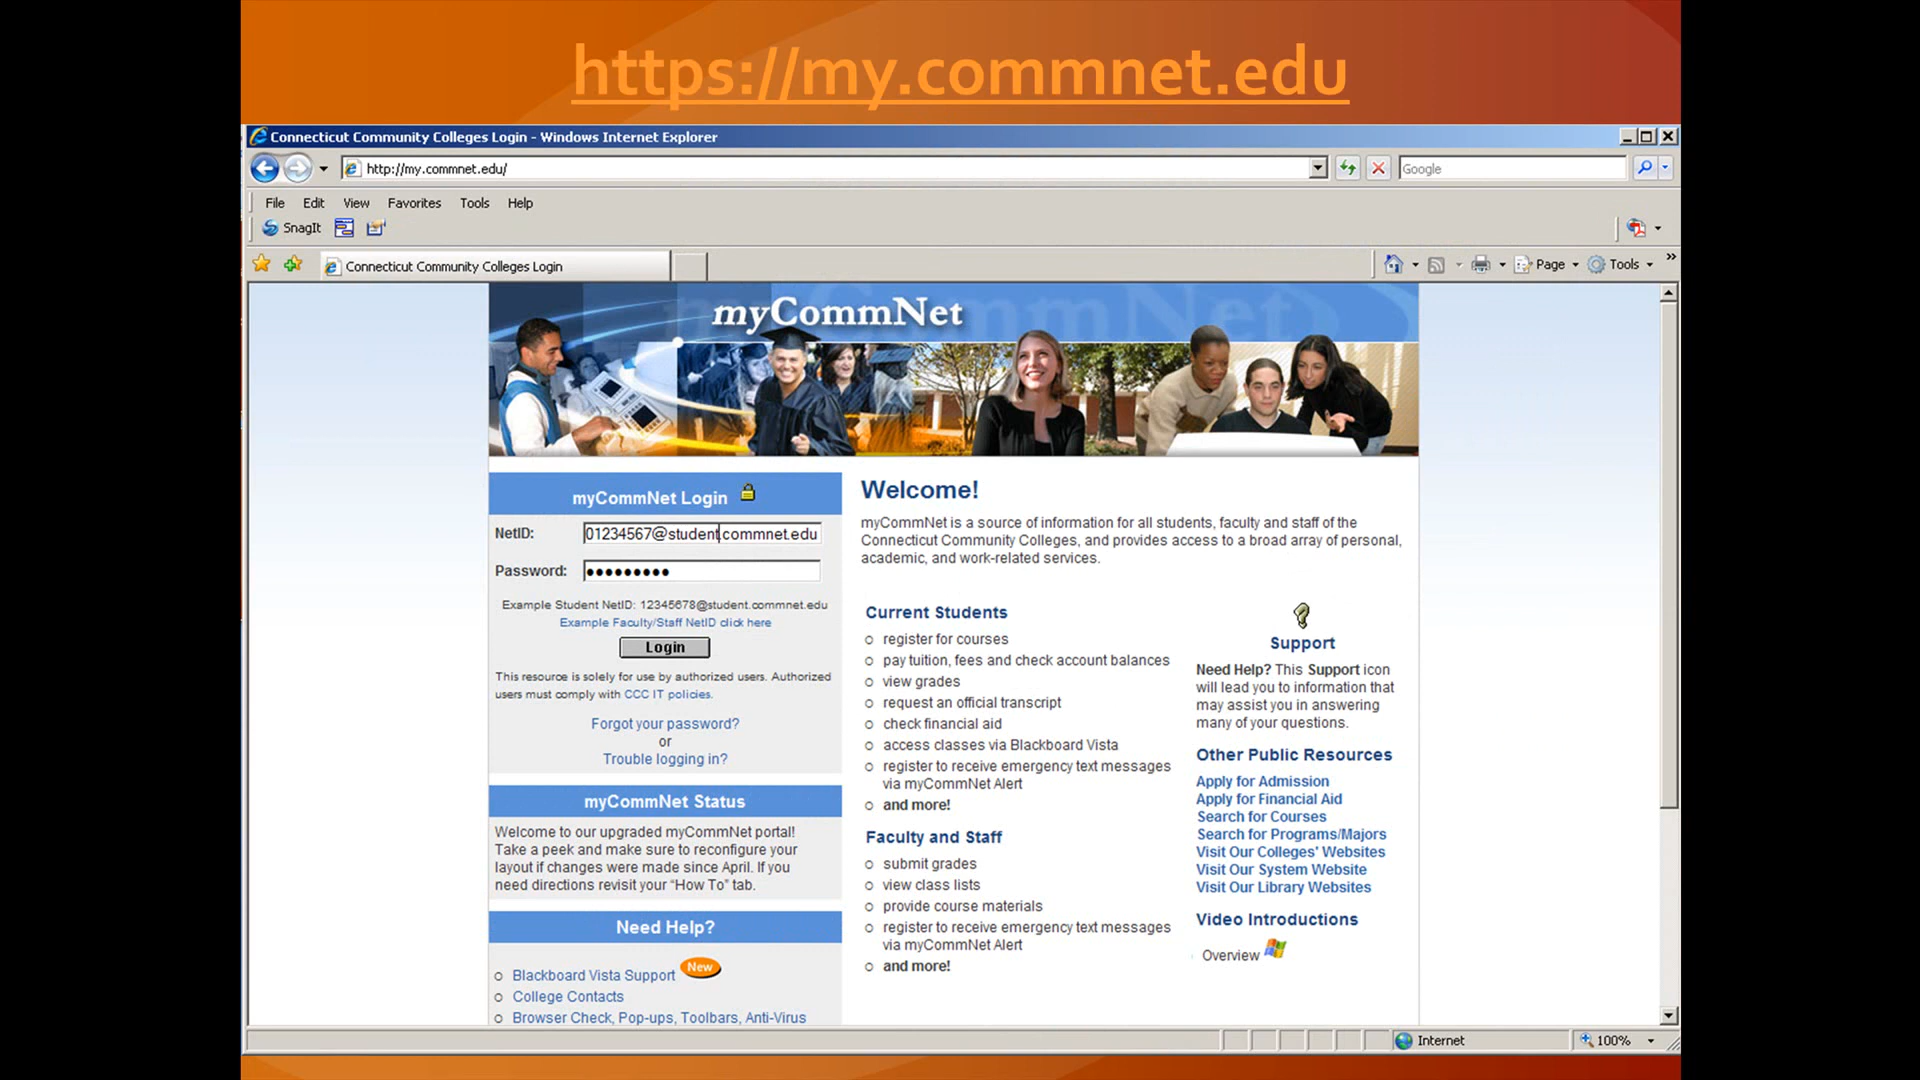 https://my.commnet.edu
Connecticut Community Colleges Login - Windows Internet Explorer
http://my.commnet.edu/
Google
File Edit View Favorites Tools Help
SnagIt
Connecticut Community Colleges Login
Page Tools
myCommNet
myCommNet Login
NetID: 01234567@student.commnet.edu
Password: ●●●●●●●●●
Example Student NetID: 12345678@student.commnet.edu
Example Faculty/Staff NetID click here
Login
This resource is solely for use by authorized users. Authorized
users must comply with CCC IT policies.
Forgot your password?
or
Trouble logging in?
myCommNet Status
Welcome to our upgraded myCommNet portal!
Take a peek and make sure to reconfigure your
layout if changes were made since April. If you
need directions revisit your “How To” tab.
Need Help?
Blackboard Vista Support New
College Contacts
Browser Check, Pop-ups, Toolbars, Anti-Virus
Welcome!
myCommNet is a source of information for all students, faculty and staff of the
Connecticut Community Colleges, and provides access to a broad array of personal,
academic, and work-related services.
Current Students
register for courses
pay tuition, fees and check account balances
view grades
request an official transcript
check financial aid
access classes via Blackboard Vista
register to receive emergency text messages
via myCommNet Alert
and more!
Faculty and Staff
submit grades
view class lists
provide course materials
register to receive emergency text messages
via myCommNet Alert
and more!
Support
Need Help? This Support icon
will lead you to information that
may assist you in answering
many of your questions.
Other Public Resources
Apply for Admission
Apply for Financial Aid
Search for Courses
Search for Programs/Majors
Visit Our Colleges' Websites
Visit Our System Website
Visit Our Library Websites
Video Introductions
Overview
Internet 100%